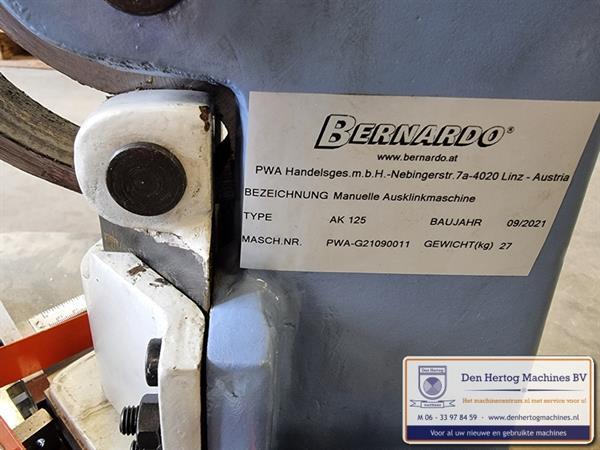 BERNARDO®
www.bernardo.at
PWA Handelsges.m.b.H.-Nebingerstr.7a-4020 Linz - Austria
BEZEICHNUNG Manuelle Ausklinkmaschine
TYPE AK 125 BAUJAHR 09/2021
MASCH.NR. PWA-G21090011 GEWICHT(kg) 27
Den Hertog Machines BV
Het machinecentrum nl met service voor u!
M 06 - 33 97 84 59 - www.denhertogmachines.nl
Voor al uw nieuwe en gebruikte machines